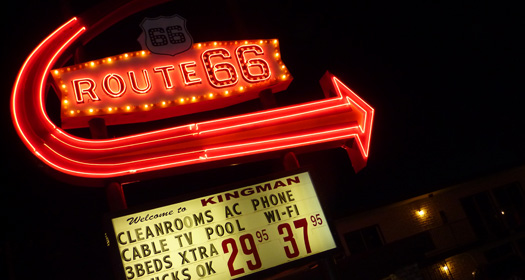 66
ROUTE 66
Welcome to KINGMAN
CLEANROOMS AC PHONE
CABLE TV POOL WI-FI
3BEDS XTRA 29 95 37 95
OK